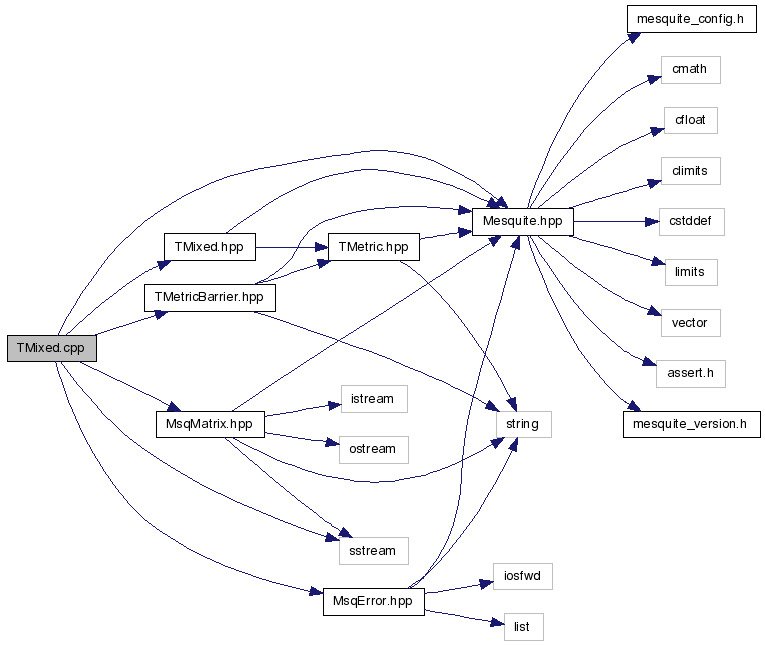 mesquite_config.h
cmath
cfloat
climits
Mesquite.hpp
cstddef
TMixed.hpp
TMetric.hpp
limits
TMetricBarrier.hpp
vector
TMixed.cpp
assert.h
istream
MsqMatrix.hpp
string
mesquite_version.h
ostream
sstream
iosfwd
MsqError.hpp
list